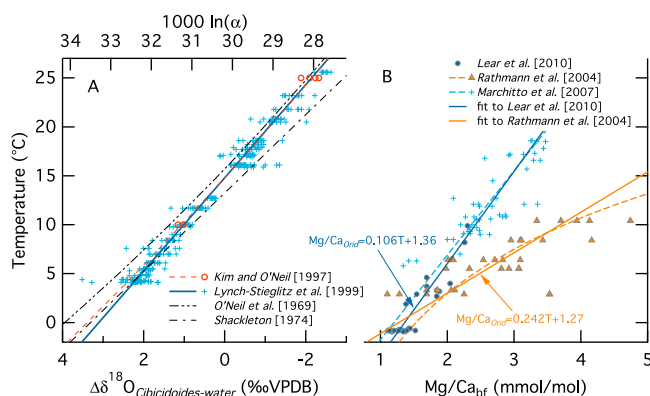 1000 ln(α)
34 33 32 31 30 29 28
A
B
Temperature (°C)
25
20
15
10
5
0
4 2 0 -2
Δδ18OCibicidoides-water (‰VPDB)
Kim and O'Neil [1997]
Lynch-Stieglitz et al. [1999]
O'Neil et al. [1969]
Shackleton [1974]
Lear et al. [2010]
Rathmann et al. [2004]
Marchitto et al. [2007]
fit to Lear et al. [2010]
fit to Rathmann et al. [2004]
Mg/CaOrid=0.106T+1.36
Mg/CaOrid=0.242T+1.27
1 2 3 4 5
Mg/Cabf (mmol/mol)